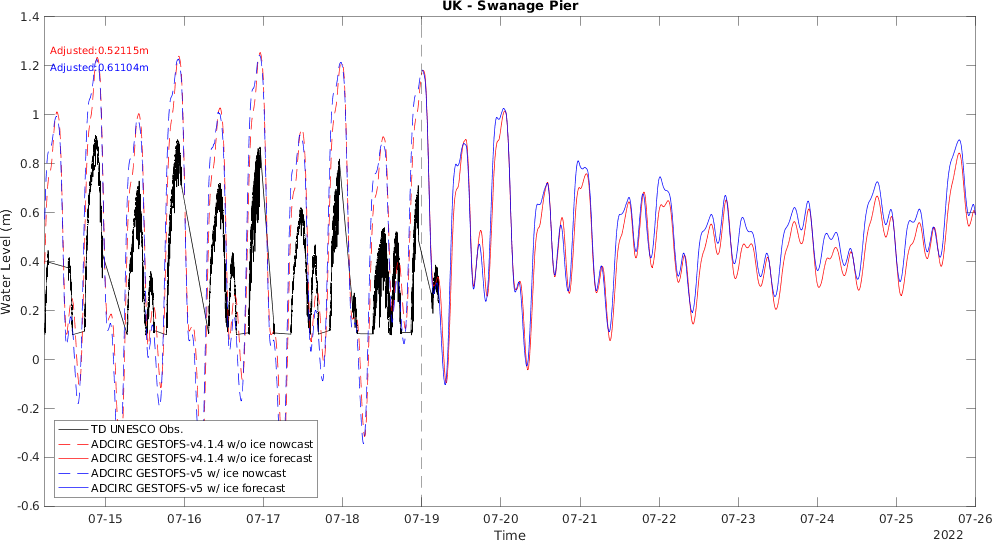 UK - Swanage Pier
Adjusted:0.52115m
Adjusted:0.61104m
Water Level (m)
1.4
1.2
1
0.8
0.6
0.4
0.2
0
-0.2
-0.4
-0.6
TD UNESCO Obs.
ADCIRC GESTOFS-v4.1.4 w/o ice nowcast
ADCIRC GESTOFS-v4.1.4 w/o ice forecast
ADCIRC GESTOFS-v5 w/ ice nowcast
ADCIRC GESTOFS-v5 w/ ice forecast
07-15 07-16 07-17 07-18 07-19 07-20 07-21 07-22 07-23 07-24 07-25 07-26
Time
2022